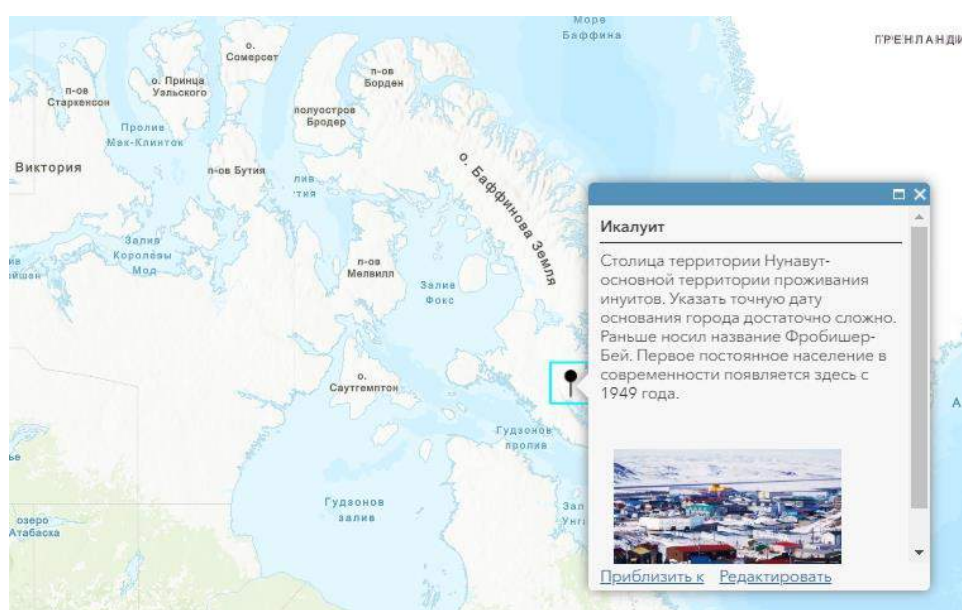 Море
Баффина
ГРЕНЛАНДИ
о.
Сомерсет
п-ов
Борден
о. Принца
Уэльского
п-ов
Старкенсон
полуостров
Бродер
Пролив
Мак-Клинток
Виктория
п-ов Бутия
о. Баффинова Земля
Залив
Королевы
Мод
п-ов
Мелвилл
Залив
Фокс
о.
Саутгемптон
Гудзонов
пролив
Гудзонов
залив
озеро
Атабаска
Икалуит
Столица территории Нунавут-
основной территории проживания
инуитов. Указать точную дату
основания города достаточно сложно.
Раньше носил название Фробишер-
Бей. Первое постоянное население в
современности появляется здесь с
1949 года.
Приблизить к Редактировать